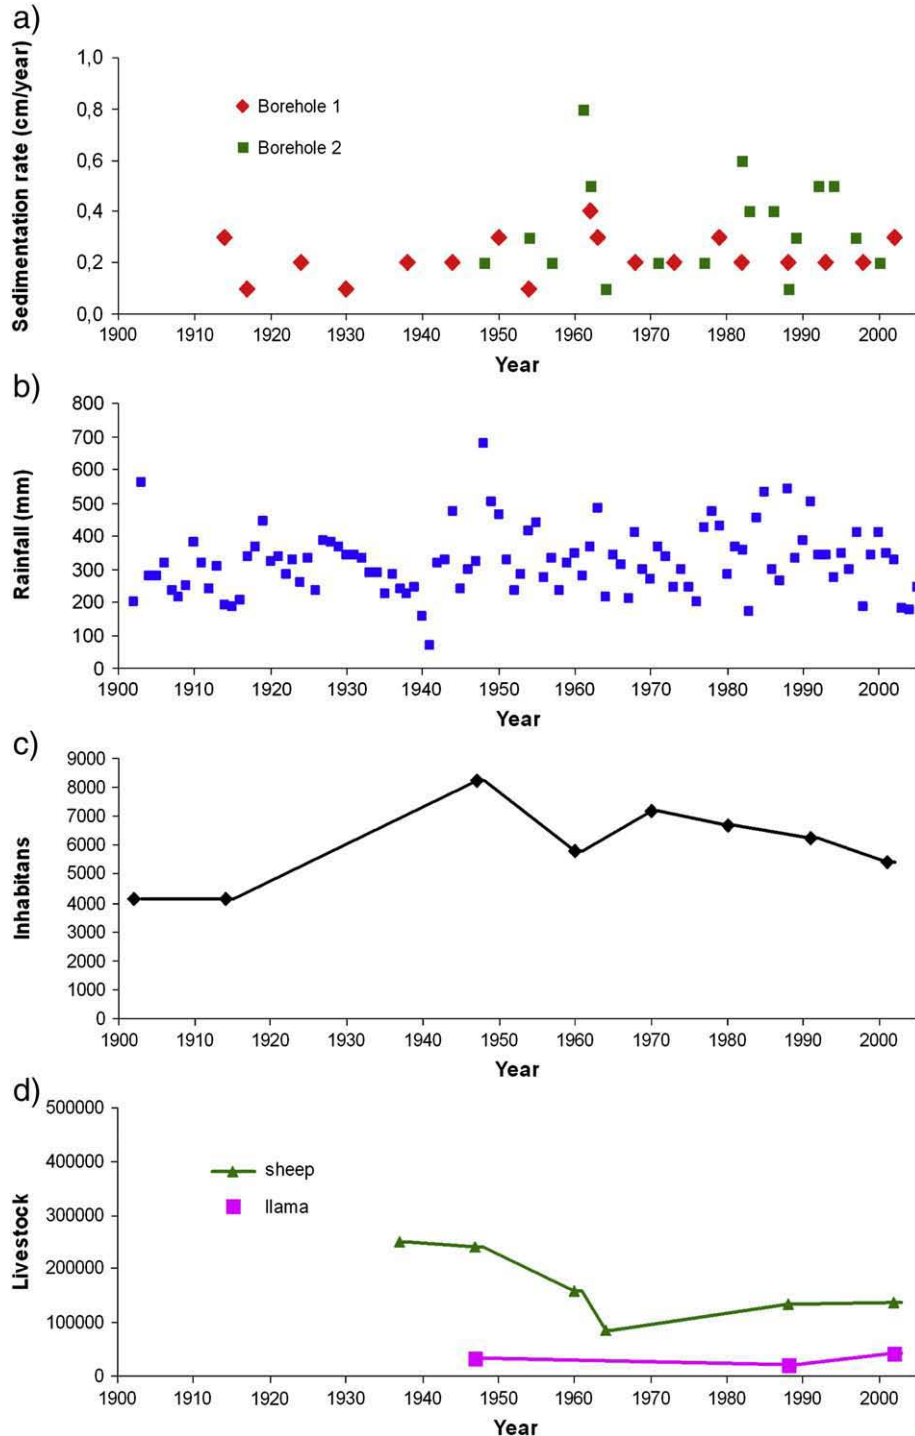 a)
Sedimentation rate (cm/year)
1,0
0,8
0,6
0,4
0,2
0,0
Borehole 1
Borehole 2
1900 1910 1920 1930 1940 1950 1960 1970 1980 1990 2000
Year
b)
Rainfall (mm)
800
700
600
500
400
300
200
100
0
1900 1910 1920 1930 1940 1950 1960 1970 1980 1990 2000
Year
c)
Inhabitans
9000
8000
7000
6000
5000
4000
3000
2000
1000
0
1900 1910 1920 1930 1940 1950 1960 1970 1980 1990 2000
Year
d)
Livestock
500000
400000
300000
200000
100000
0
sheep
llama
1900 1910 1920 1930 1940 1950 1960 1970 1980 1990 2000
Year